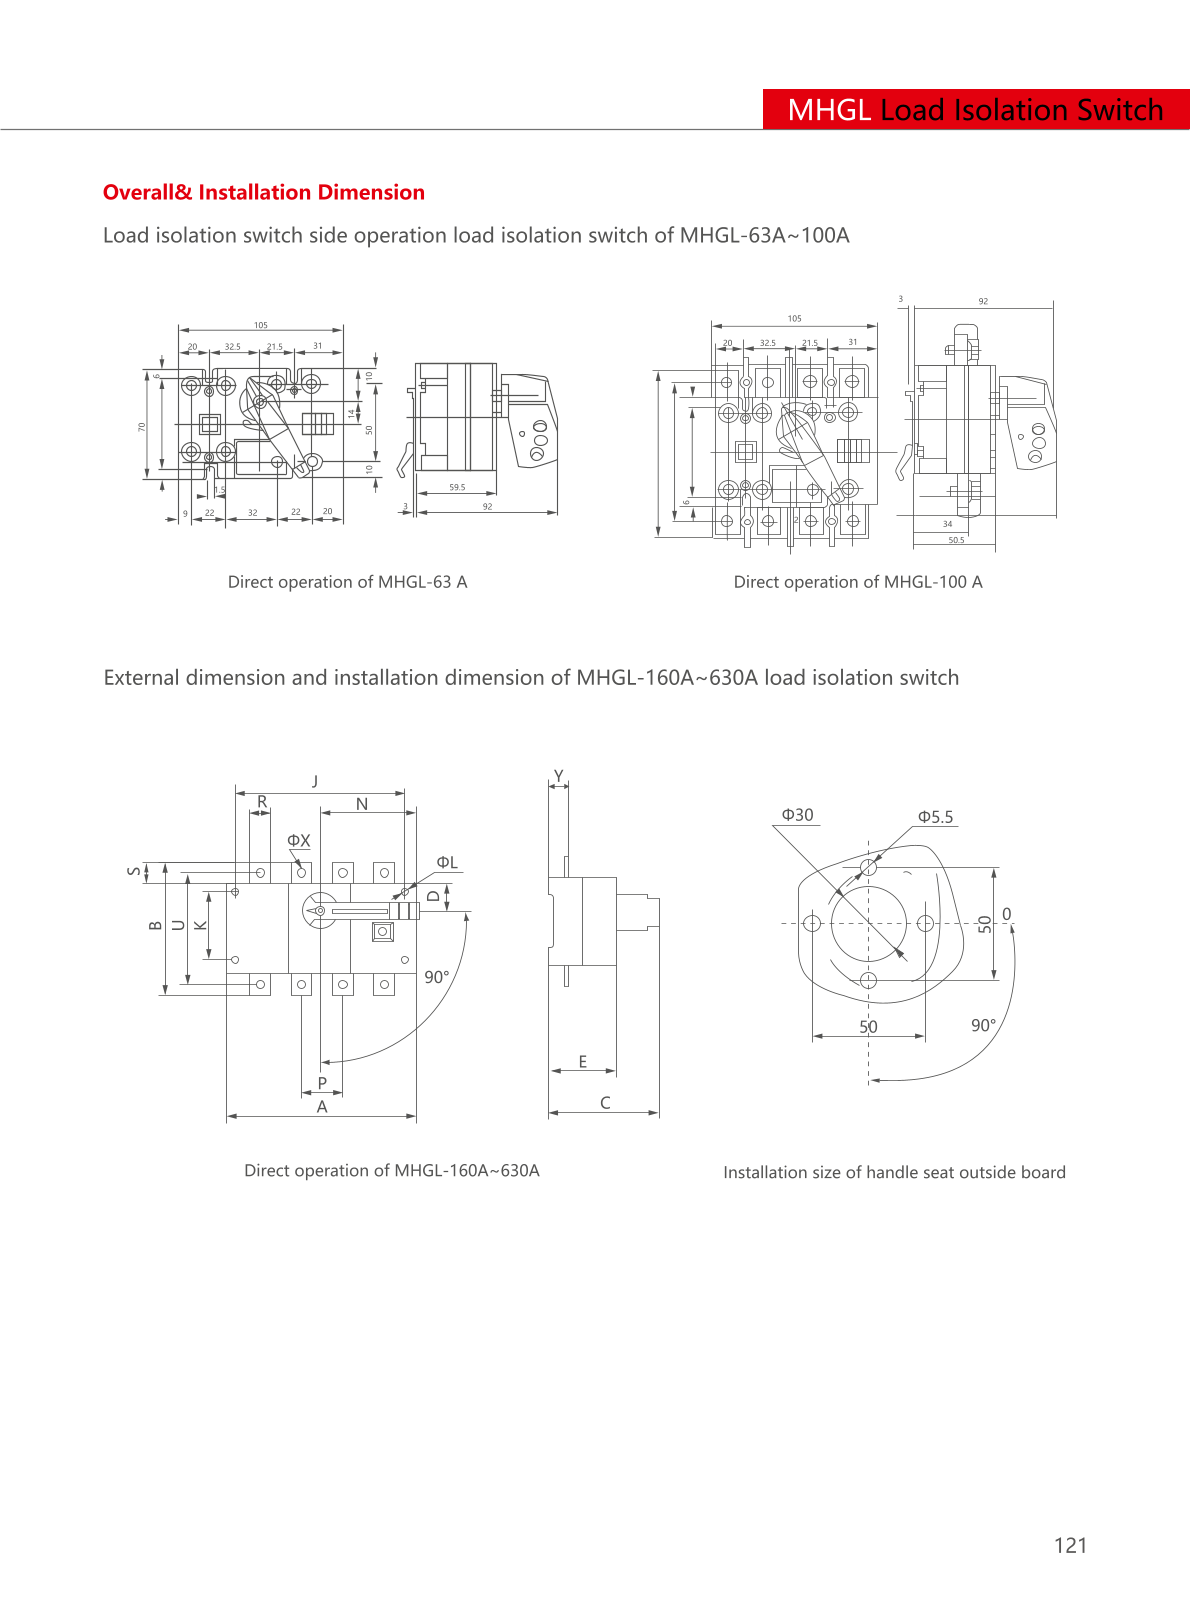 MHGL Load Isolation Switch
Overall& Installation Dimension
Load isolation switch side operation load isolation switch of MHGL-63A~100A
105
20 32.5 21.5 31
6
70
10
14
50
10
1.5
9 22 32 22 20
59.5
3 92
3 92
105
20 32.5 21.5 31
6
2
34
50.5
Direct operation of MHGL-63 A
Direct operation of MHGL-100 A
External dimension and installation dimension of MHGL-160A~630A load isolation switch
J
R N
ΦX
ΦL
S
B U K
D
90°
P
A
Y
E
C
Φ30
Φ5.5
50
0
50
90°
Direct operation of MHGL-160A~630A
Installation size of handle seat outside board
121